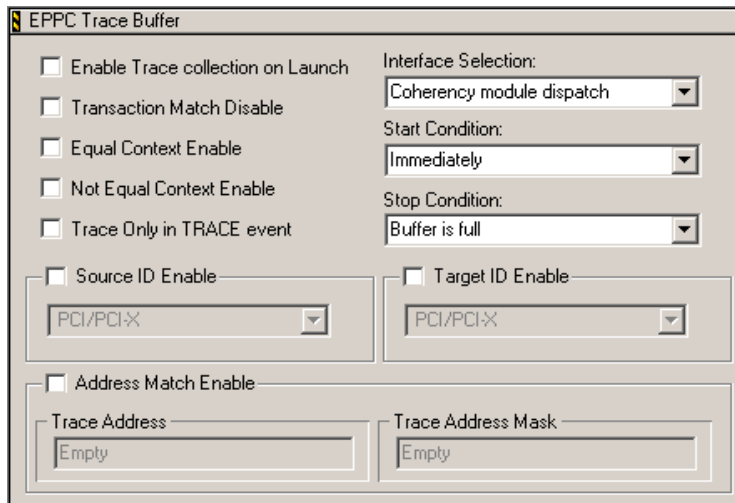 EPPC Trace Buffer
Enable Trace collection on Launch
Transaction Match Disable
Equal Context Enable
Not Equal Context Enable
Trace Only in TRACE event
Interface Selection:
Coherency module dispatch
Start Condition:
Immediately
Stop Condition:
Buffer is full
Source ID Enable
PCI/PCI-X
Target ID Enable
PCI/PCI-X
Address Match Enable
Trace Address
Empty
Trace Address Mask
Empty